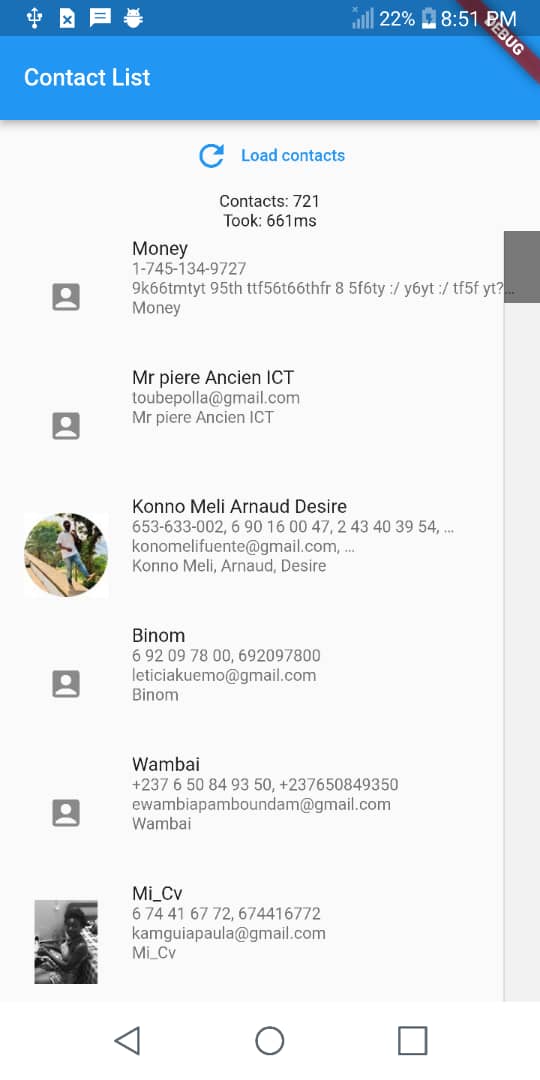 22% 8:51 PM
DEBUG
Contact List
Load contacts
Contacts: 721
Took: 661ms
Money
1-745-134-9727
9k66tmtyt 95th ttf56t66thfr 8 5f6ty :/ y6yt :/ tf5f yt?...
Money
Mr piere Ancien ICT
toubepolla@gmail.com
Mr piere Ancien ICT
Konno Meli Arnaud Desire
653-633-002, 6 90 16 00 47, 2 43 40 39 54, ...
konomelifuente@gmail.com, ...
Konno Meli, Arnaud, Desire
Binom
6 92 09 78 00, 692097800
leticiakuemo@gmail.com
Binom
Wambai
+237 6 50 84 93 50, +237650849350
ewambiapamboundam@gmail.com
Wambai
Mi_Cv
6 74 41 67 72, 674416772
kamguiapaula@gmail.com
Mi_Cv